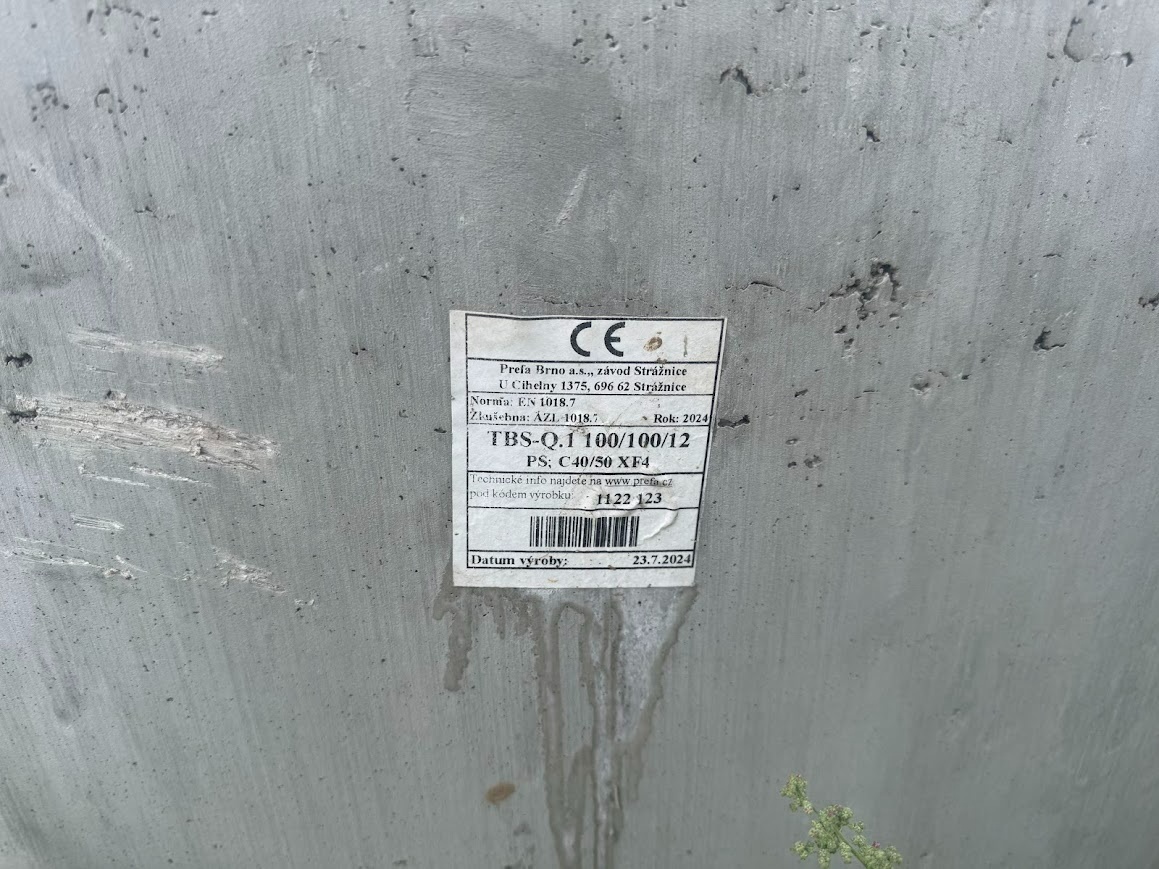 CE
Prefa Brno a.s., závod Strážnice
U Cihelny 1375, 696 62 Strážnice
Norma: EN 1018.7
Zkušebna: AZL 1018.7 Rok: 2024
TBS-Q.1 100/100/12
PS; C40/50 XF4
Technické info najdete na www.prefa.cz
pod kódem výrobku: 1122 123
Datum výroby: 23.7.2024